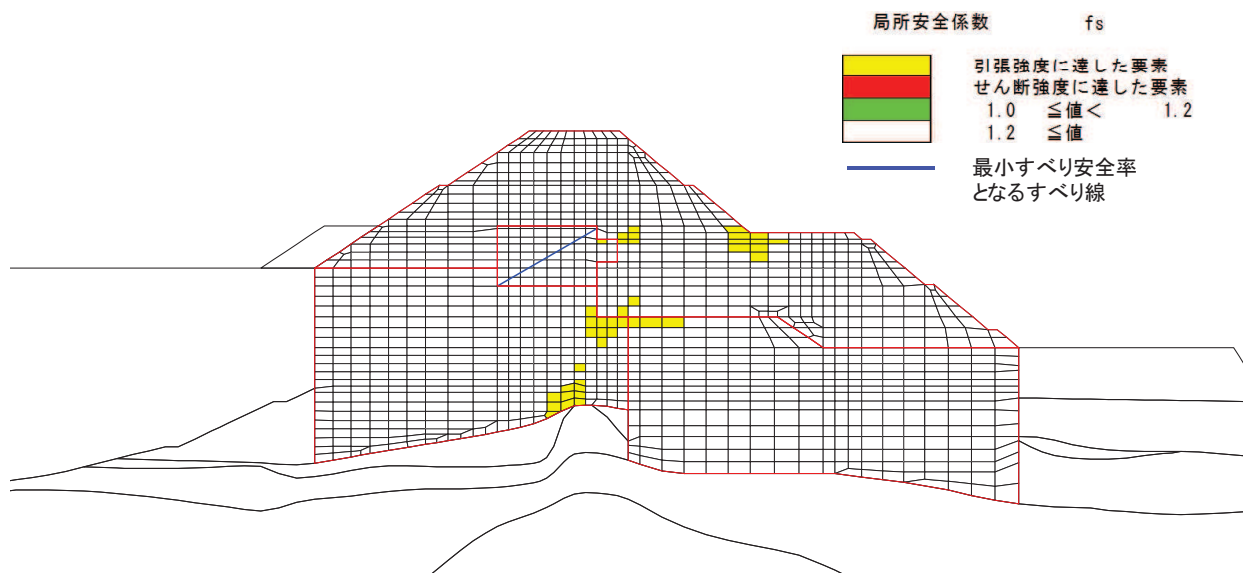 局所安全係数 fs
引張強度に達した要素
せん断強度に達した要素
1.0 ≦値< 1.2
1.2 ≦値
最小すべり安全率
となるすべり線